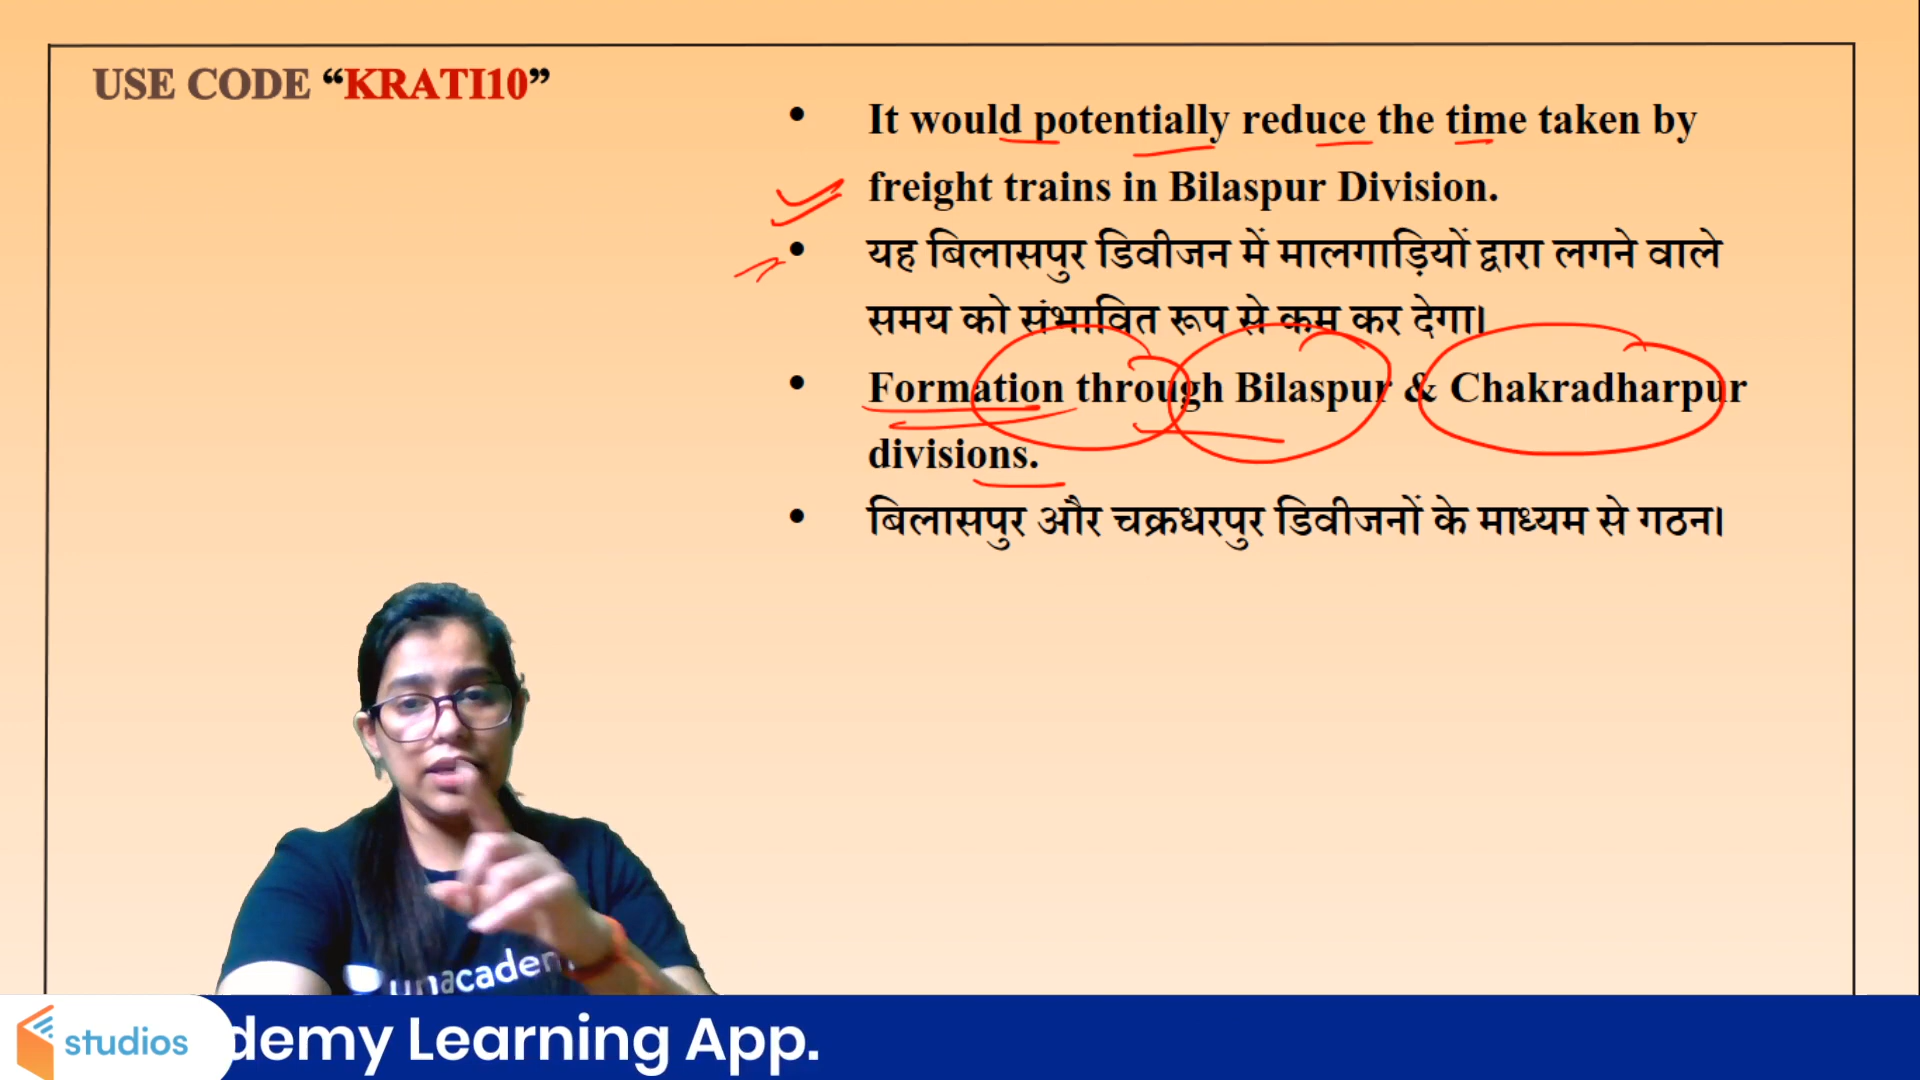 USE CODE “KRATI10”
• It would potentially reduce the time taken by
freight trains in Bilaspur Division.
• यह बिलासपुर डिवीजन में मालगाड़ियों द्वारा लगने वाले
समय को संभावित रूप से कम कर देगा।
• Formation through Bilaspur & Chakradharpur
divisions.
• बिलासपुर और चक्रधरपुर डिवीजनों के माध्यम से गठन।
unacadem
studios
demy Learning App.